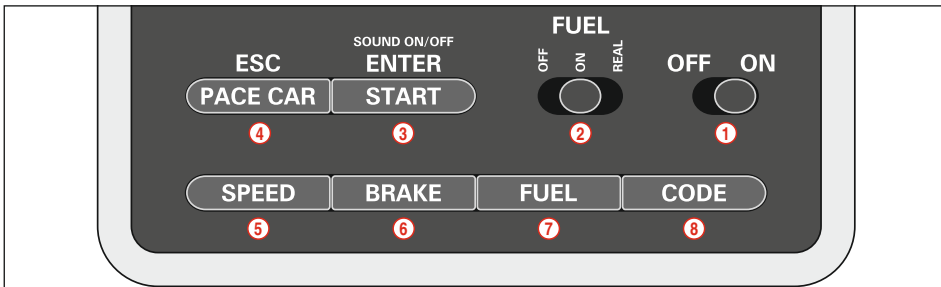 FUEL
SOUND ON/OFF
ESC ENTER OFF ON REAL OFF ON
PACE CAR START
4 3 2 1
SPEED BRAKE FUEL CODE
5 6 7 8